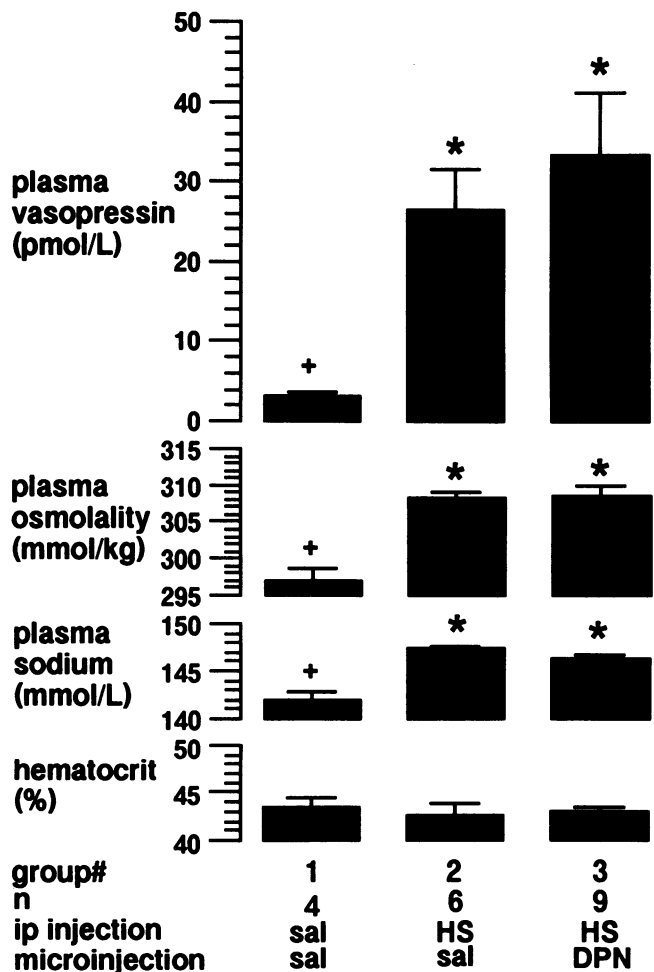 50
40
30
20
10
0
plasma
vasopressin
(pmol/L)
+
*
*
315
310
305
300
295
plasma
osmolality
(mmol/kg)
+
*
*
150
145
140
plasma
sodium
(mmol/L)
+
*
*
50
45
40
hematocrit
(%)
group# 1 2 3
n 4 6 9
ip injection sal HS HS
microinjection sal sal DPN